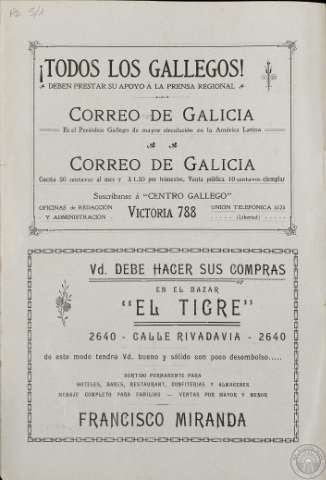 ¡TODOS LOS GALLEGOS!
DEBEN PRESTAR SU APOYO Á LA PRENSA REGIONAL
CORREO DE GALICIA
Es el Periódico Gallego de mayor circulación en la América Latina
CORREO DE GALICIA
Cuesta 50 centavos al mes y $ 1.50 por trimestre, Venta pública 10 centavos ejemplar
Suscribanse á "CENTRO GALLEGO"
OFICINAS DE REDACCIÓN Y ADMINISTRACIÓN
VICTORIA 788
UNIÓN TELEFÓNICA
(Libertad)
Vd. DEBE HACER SUS COMPRAS
EN EL BAZAR
"EL TIGRE"
2640 - CALLE RIVADAVIA - 2640
de este modo tendrá Vd. bueno y sólido con poco desembolso.....
SURTIDO PERMANENTE PARA
HOTELES, BARES, RESTAURANT, CONFITERIAS Y ALMACENES
MENAJE COMPLETO PARA FAMILIAS — VENTAS POR MAYOR Y MENOR
FRANCISCO MIRANDA